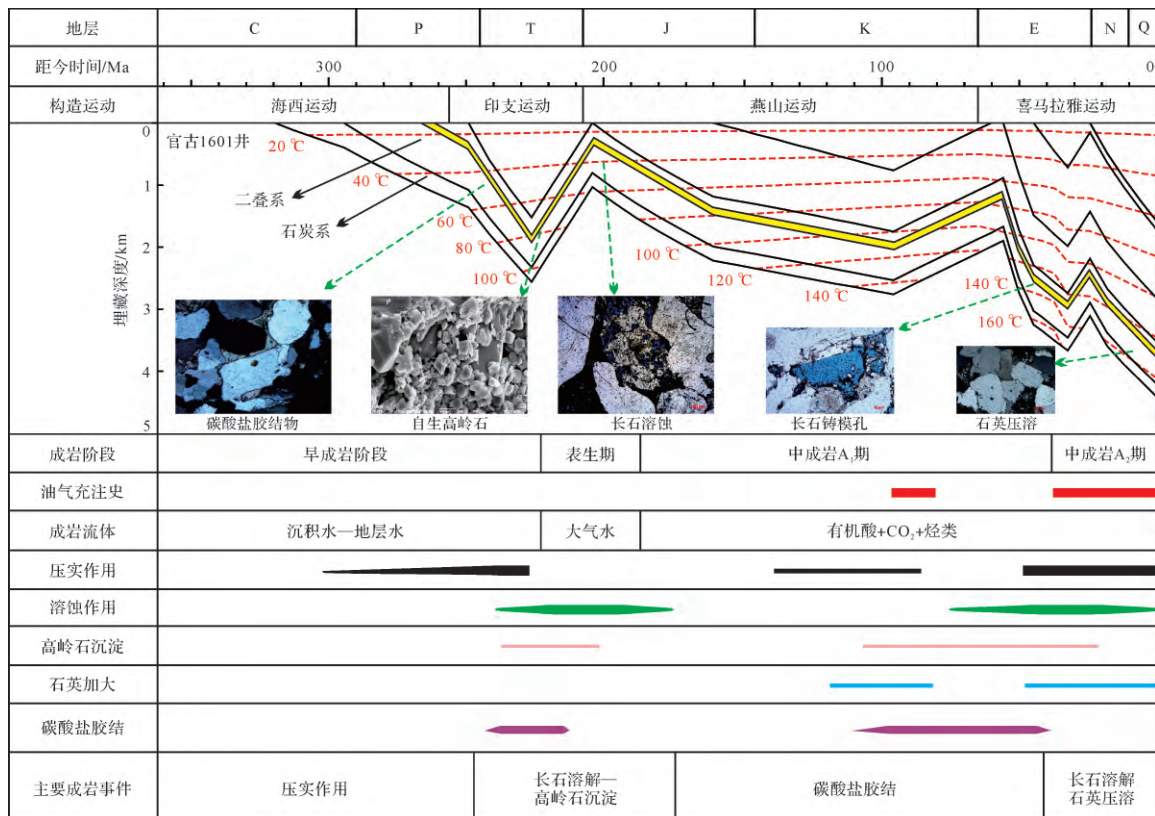 地层 C P T J K E N Q
距今时间/Ma 300 200 100 0
构造运动 海西运动 印支运动 燕山运动 喜马拉雅运动
埋藏深度/km
0
1
2
3
4
5
官古1601井
二叠系
石炭系
20 ℃
40 ℃
60 ℃
80 ℃
100 ℃
100 ℃
120 ℃
140 ℃
140 ℃
160 ℃
碳酸盐胶结物 自生高岭石 长石溶蚀 长石铸模孔 石英压溶
成岩阶段 早成岩阶段 表生期 中成岩A₁期 中成岩A₂期
油气充注史
成岩流体 沉积水—地层水 大气水 有机酸+CO₂+烃类
压实作用
溶蚀作用
高岭石沉淀
石英加大
碳酸盐胶结
主要成岩事件 压实作用 长石溶解— 碳酸盐胶结 长石溶解
高岭石沉淀 石英压溶